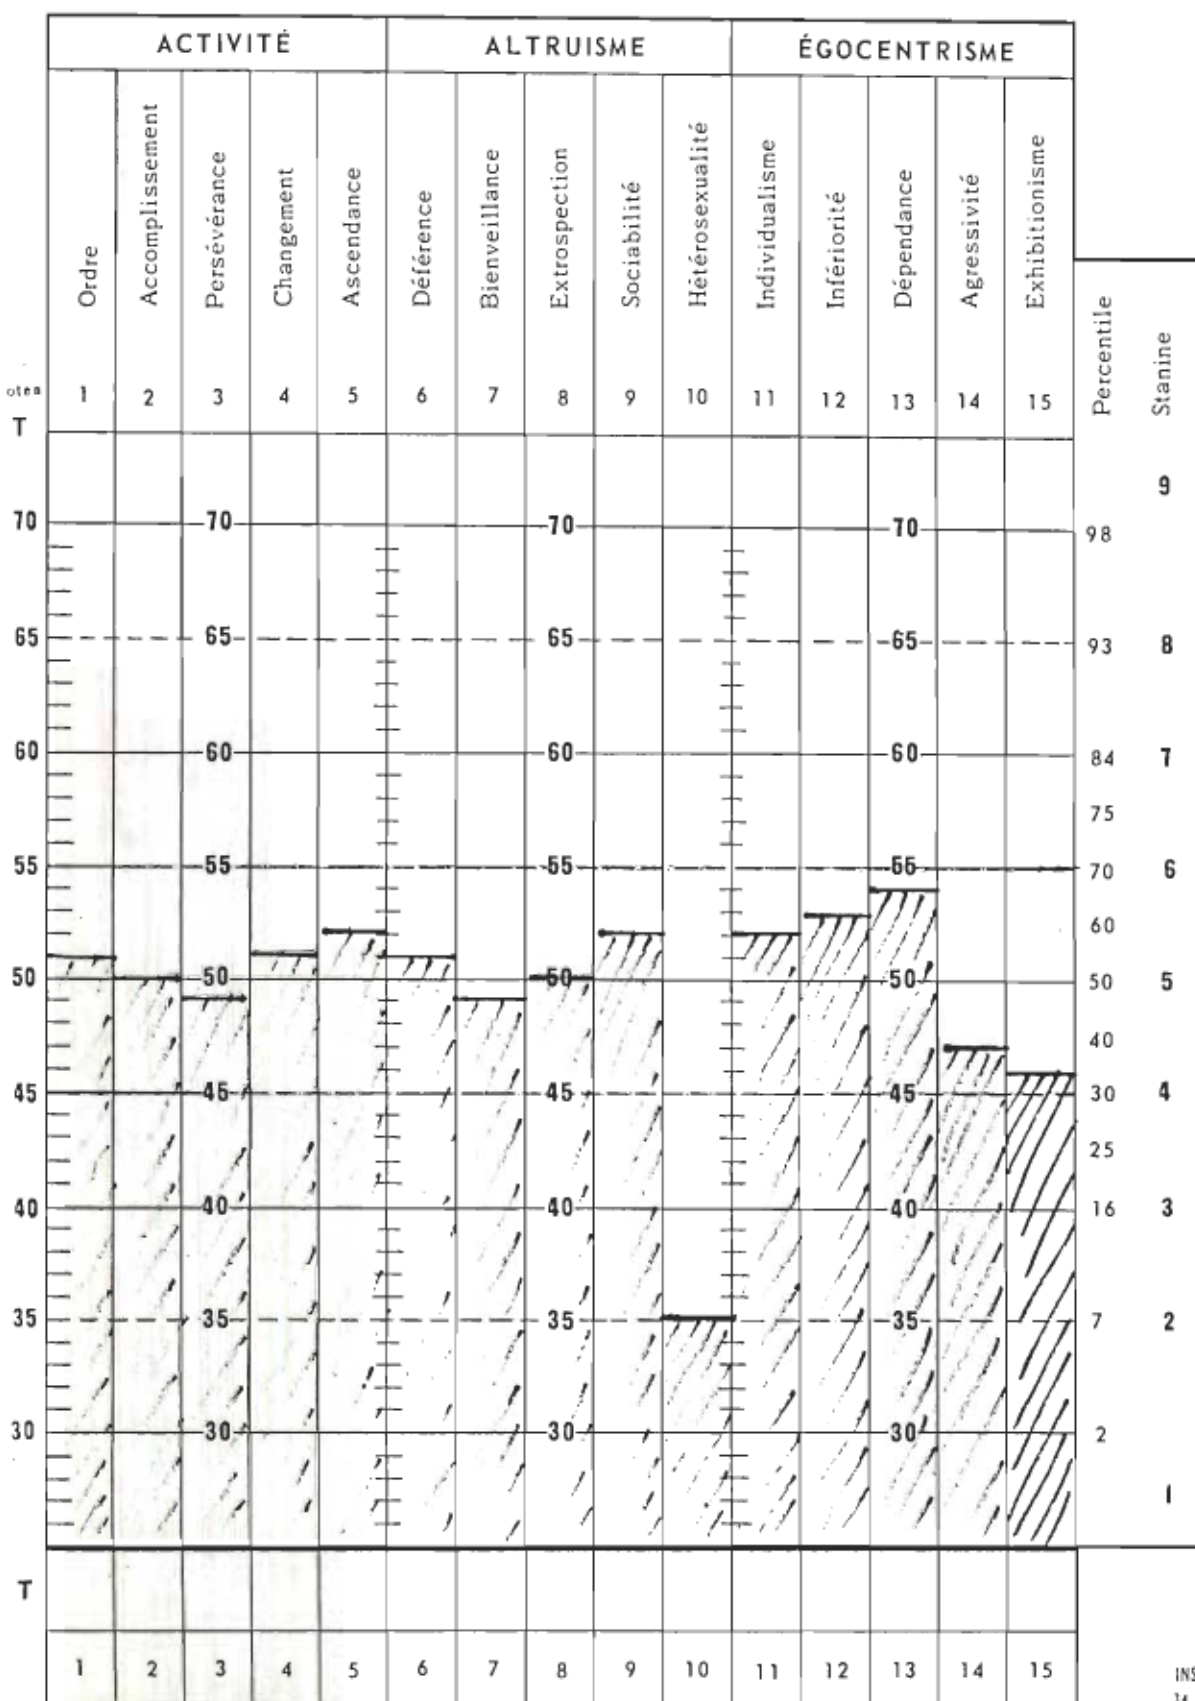 ACTIVITÉ ALTRUISME ÉGOCENTRISME
Ordre Accomplissement Persévérance Changement Ascendance Déférence Bienveillance Extrospection Sociabilité Hétérosexualité Individualisme Infériorité Dépendance Agressivité Exhibitionisme Percentile Stanine
1 2 3 4 5 6 7 8 9 10 11 12 13 14 15
T
9
70 70 70 70 98
65 65 65 65 93 8
60 60 60 60 84 7
75
55 55 55 55 70 6
60
50 50 50 50 50 5
40
45 45 45 45 30 4
25
40 40 40 40 16 3
35 35 35 35 7 2
30 30 30 30 2
1
T
1 2 3 4 5 6 7 8 9 10 11 12 13 14 15
INS